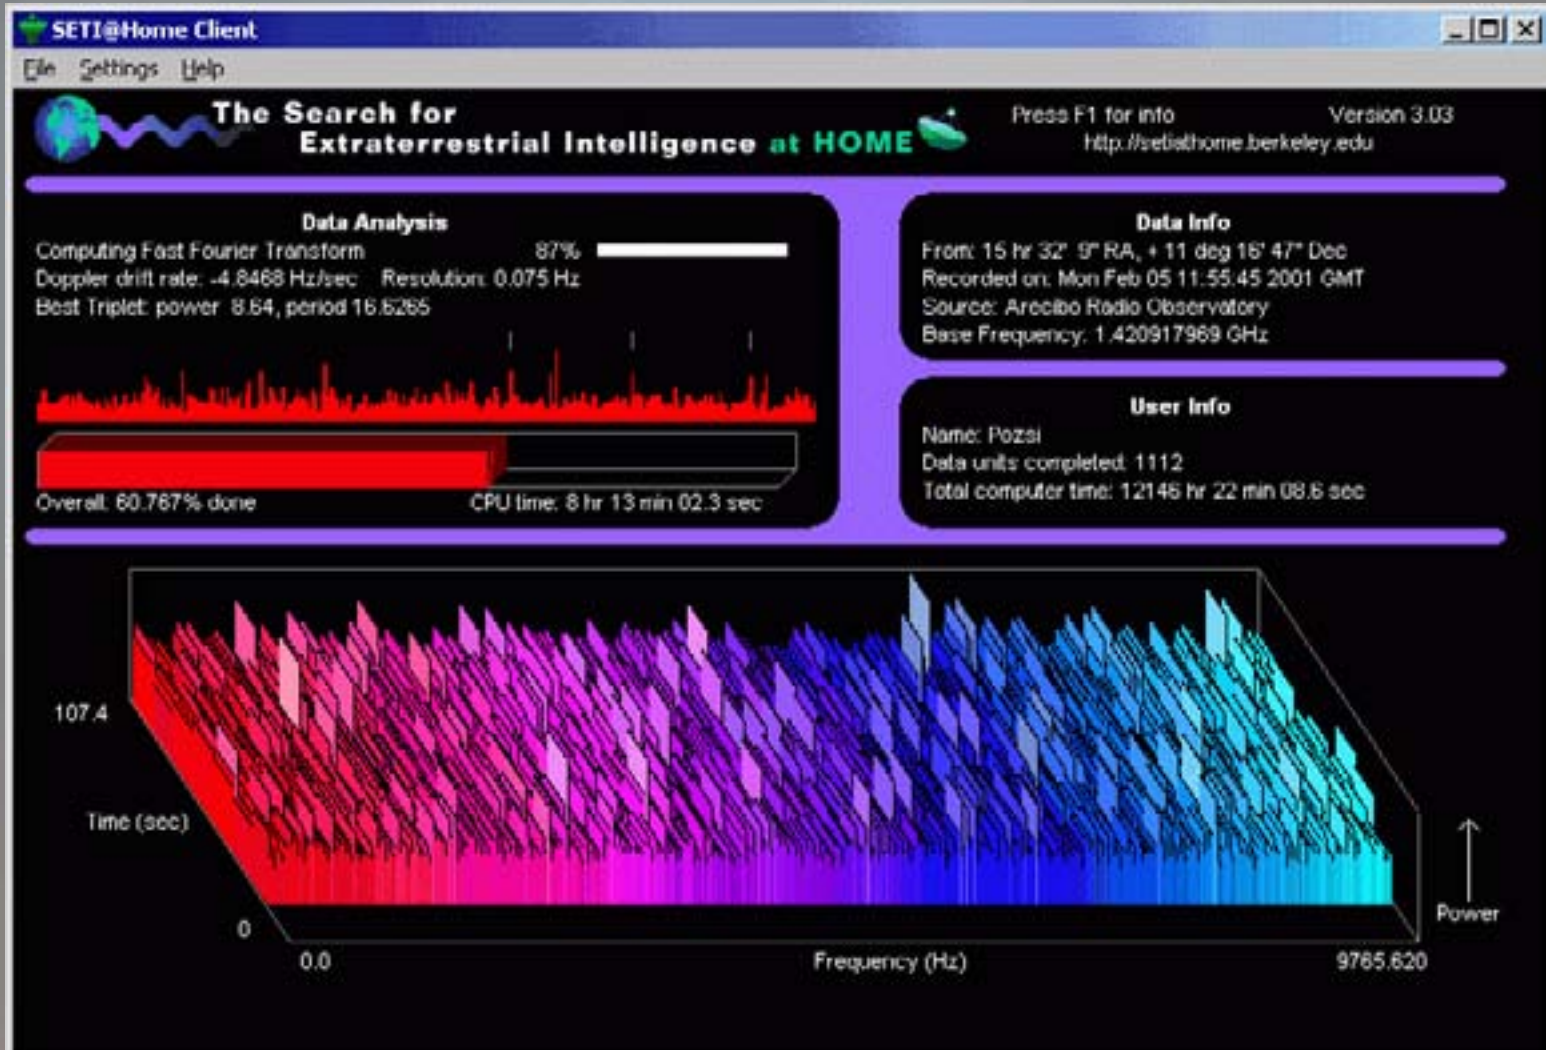 SETI@Home Client
File Settings Help
The Search for
Extraterrestrial Intelligence at HOME
Press F1 for info Version 3.03
http://setiathome.berkeley.edu
Data Analysis
Computing Fast Fourier Transform 87%
Doppler drift rate: -4.8468 Hz/sec Resolution: 0.075 Hz
Best Triplet: power 8.64, period 16.6265
Overall: 60.767% done CPU time: 8 hr 13 min 02.3 sec
Data Info
From: 15 hr 32' 9" RA, + 11 deg 16' 47" Dec
Recorded on: Mon Feb 05 11:55:45 2001 GMT
Source: Arecibo Radio Observatory
Base Frequency: 1.420917969 GHz
User Info
Name: Pozsi
Data units completed: 1112
Total computer time: 12146 hr 22 min 08.6 sec
107.4
Time (sec)
0
0.0
Frequency (Hz)
9765.620
Power